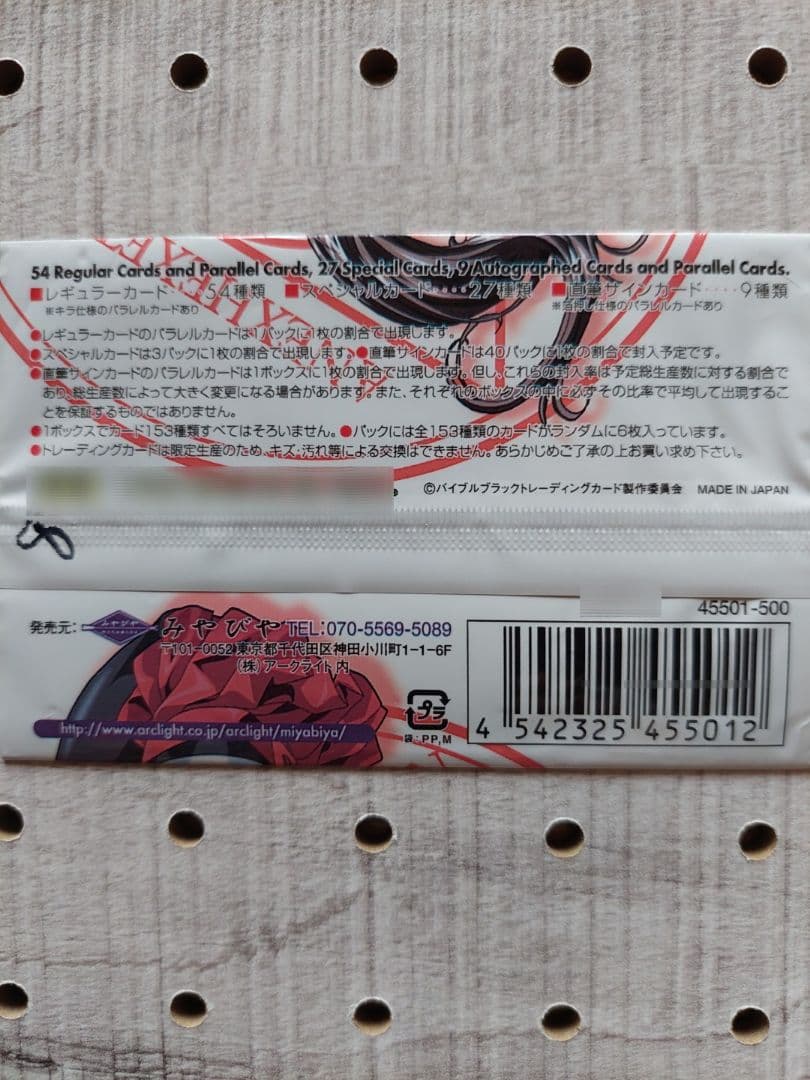 54 Regular Cards and Parallel Cards, 27 Special Cards, 9 Autographed Cards and Parallel Cards.
■レギュラーカード‥‥54種類 ■スペシャルカード‥‥27種類 ■直筆サインカード‥‥9種類
※キラ仕様のパラレルカードあり ※箔押し仕様のパラレルカードあり
●レギュラーカードのパラレルカードは1パックに1枚の割合で出現します。
●スペシャルカードは3パックに1枚の割合で出現します。●直筆サインカードは40パックに1枚の割合で封入予定です。
●直筆サインカードのパラレルカードは1ボックスに1枚の割合で出現します。但し、これらの封入率は予定総生産数に対する割合で
あり、総生産数によって大きく変更になる場合があります。また、それぞれのボックスの中に必ずその比率で平均して出現するこ
とを保証するものではありません。
●1ボックスでカード153種類すべてはそろいません。●パックには全153種類のカードがランダムに6枚入っています。
●トレーディングカードは限定生産のため、キズ・汚れ等による交換はできません。あらかじめご了承の上お買い求め下さい。
©バイブルブラックトレーディングカード製作委員会 MADE IN JAPAN
8
45501-500
発売元: みやびや みやびや TEL:070-5569-5089
〒101-0052 東京都千代田区神田小川町1-1-6F
(株)アークライト内
http://www.arclight.co.jp/arclight/miyabiya/
プラ
袋:PP,M
4 542325 455012